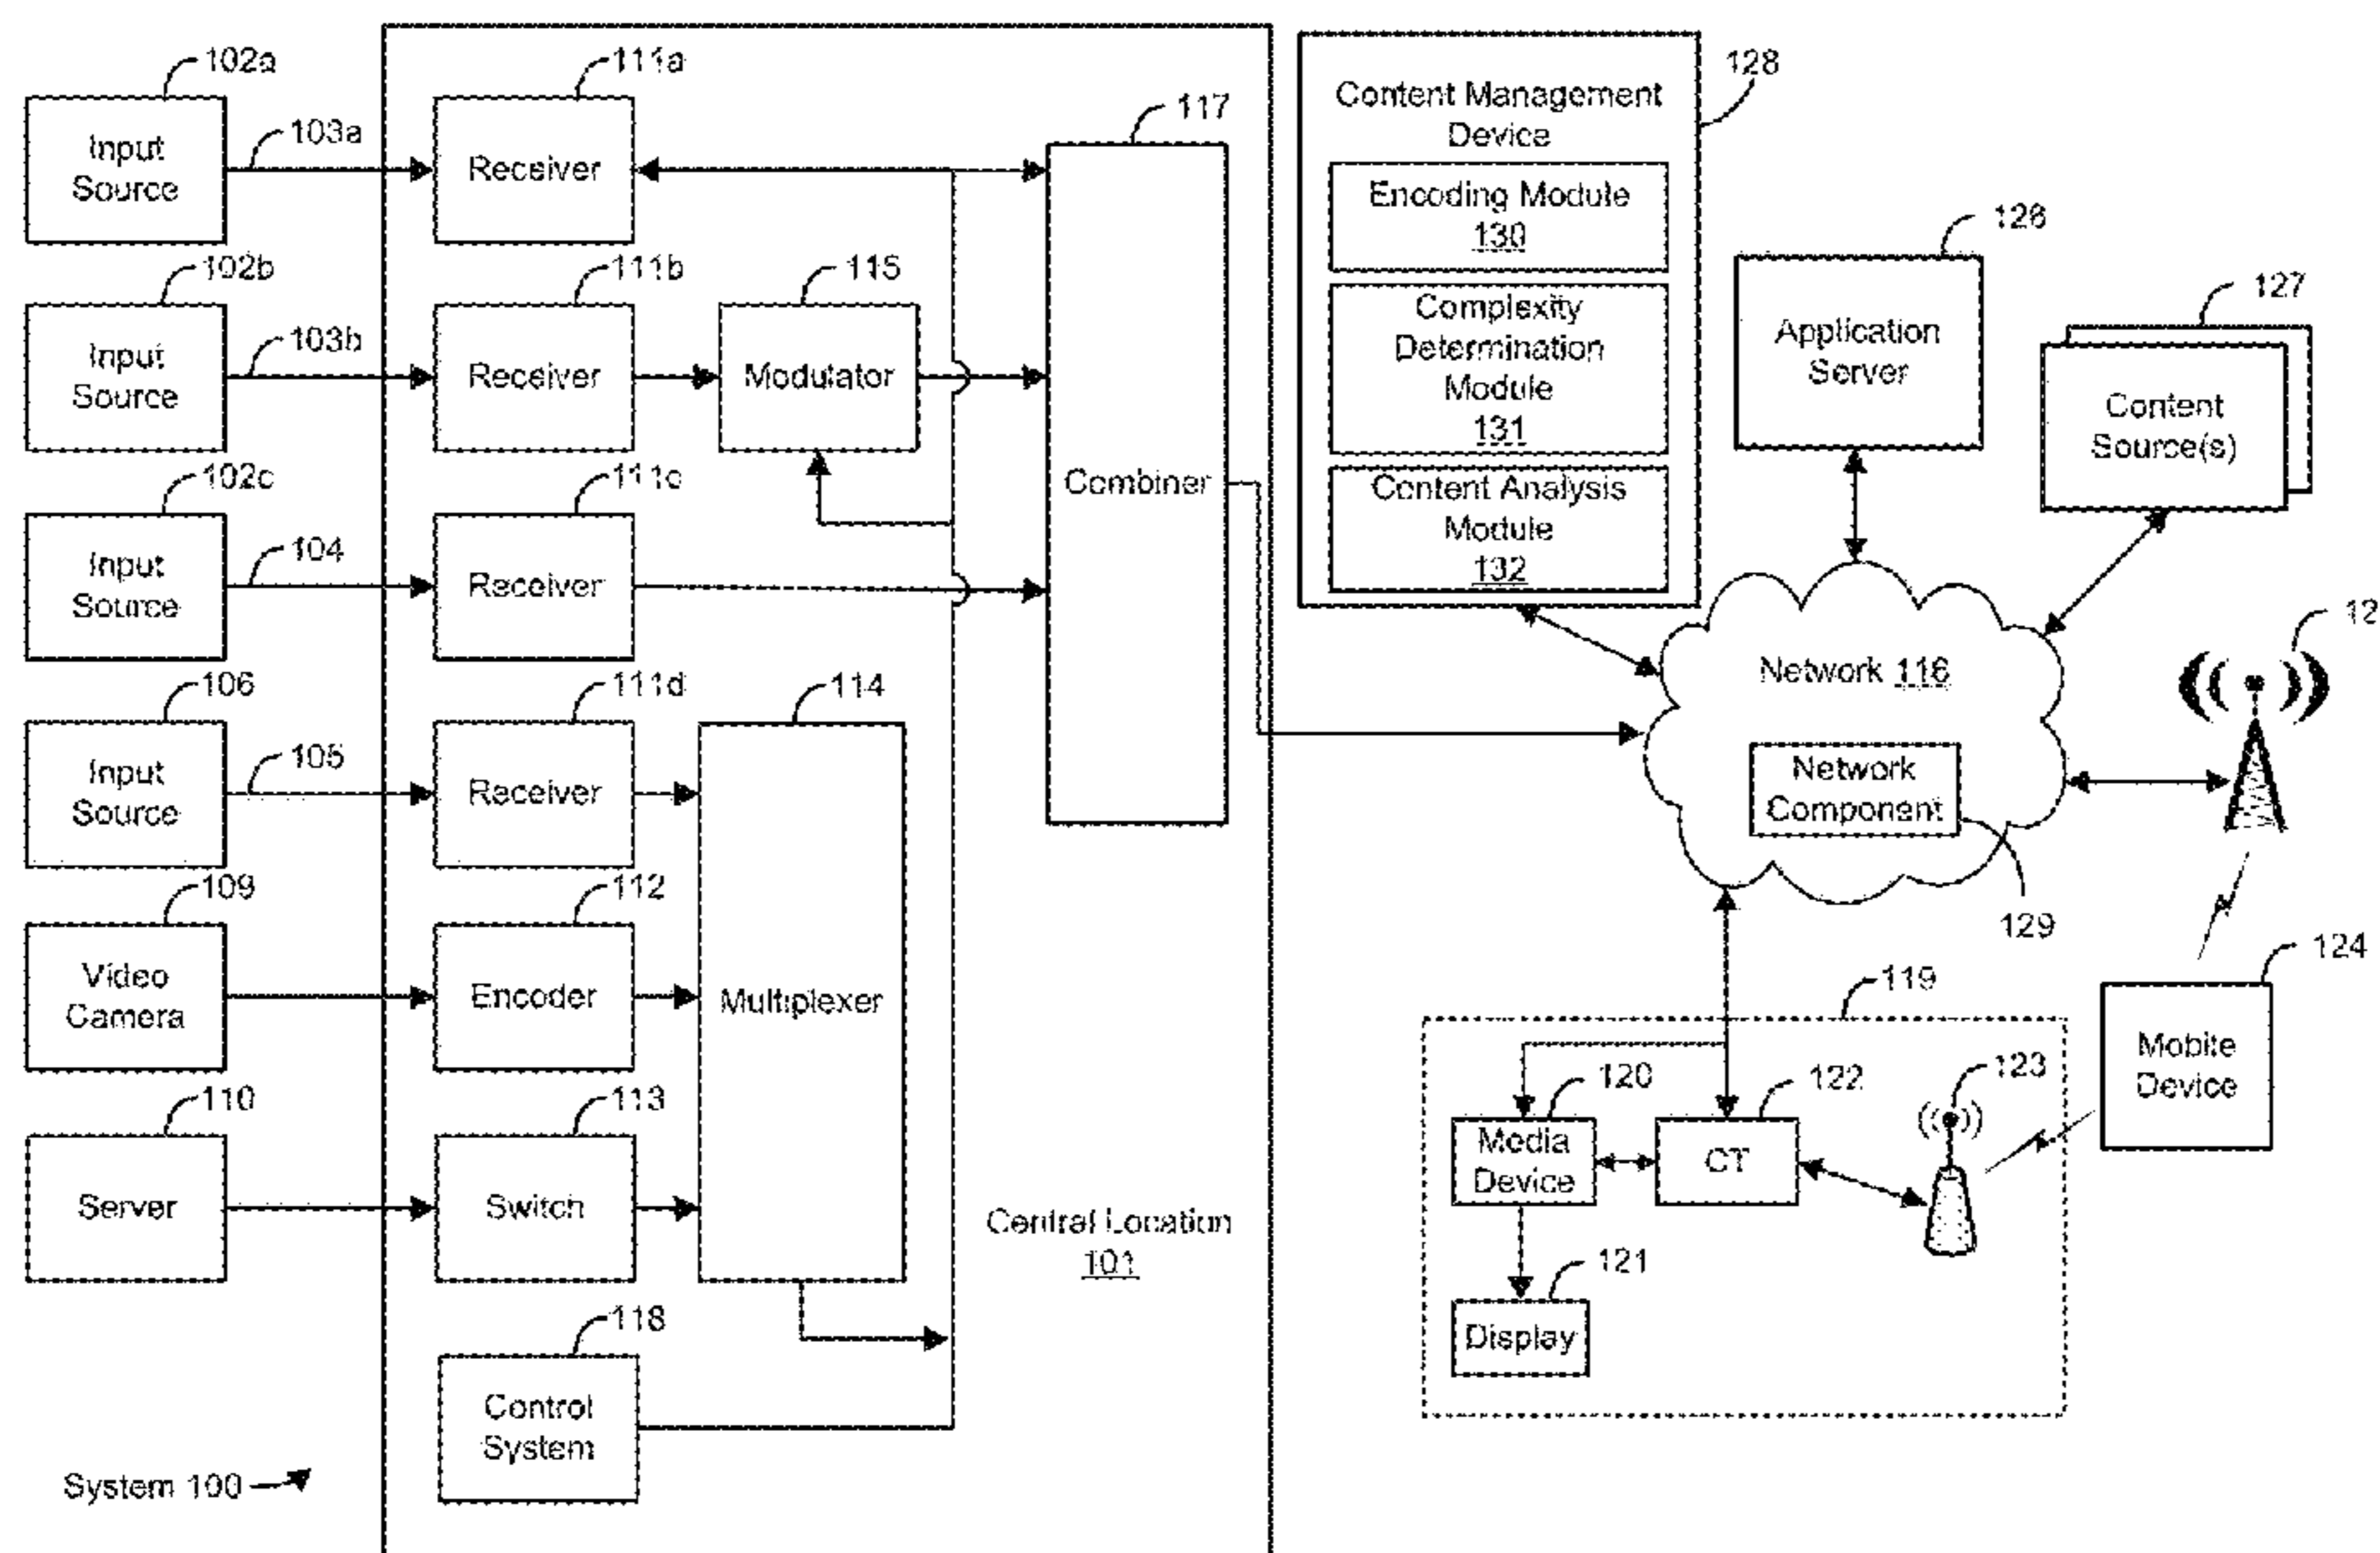 102a
Input
Source
103a
111a
Receiver
117
Combiner
102b
Input
Source
103b
111b
Receiver
115
Modulator
102c
Input
Source
104
111c
Receiver
106
Input
Source
105
111d
Receiver
114
Multiplexer
109
Video
Camera
112
Encoder
110
Server
113
Switch
118
Control
System
Central Location
101
System 100
128
Content Management
Device
Encoding Module
130
Complexity
Determination
Module
131
Content Analysis
Module
132
126
Application
Server
127
Content
Source(s)
12
Network 116
Network
Component
129
124
Mobile
Device
119
120
Media
Device
122
CT
123
121
Display